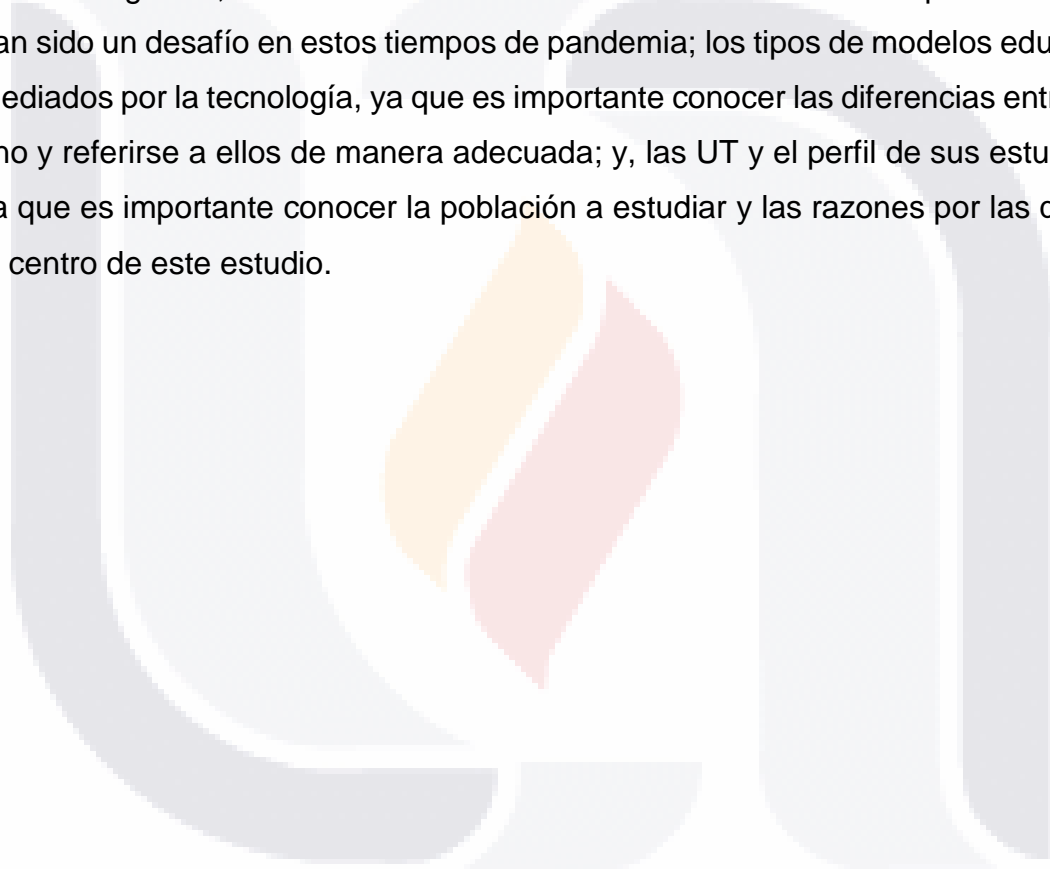 an sido un desafío en estos tiempos de pandemia; los tipos de modelos edu
ediados por la tecnología, ya que es importante conocer las diferencias ent
no y referirse a ellos de manera adecuada; y, las UT y el perfil de sus estu
a que es importante conocer la población a estudiar y las razones por las
centro de este estudio.